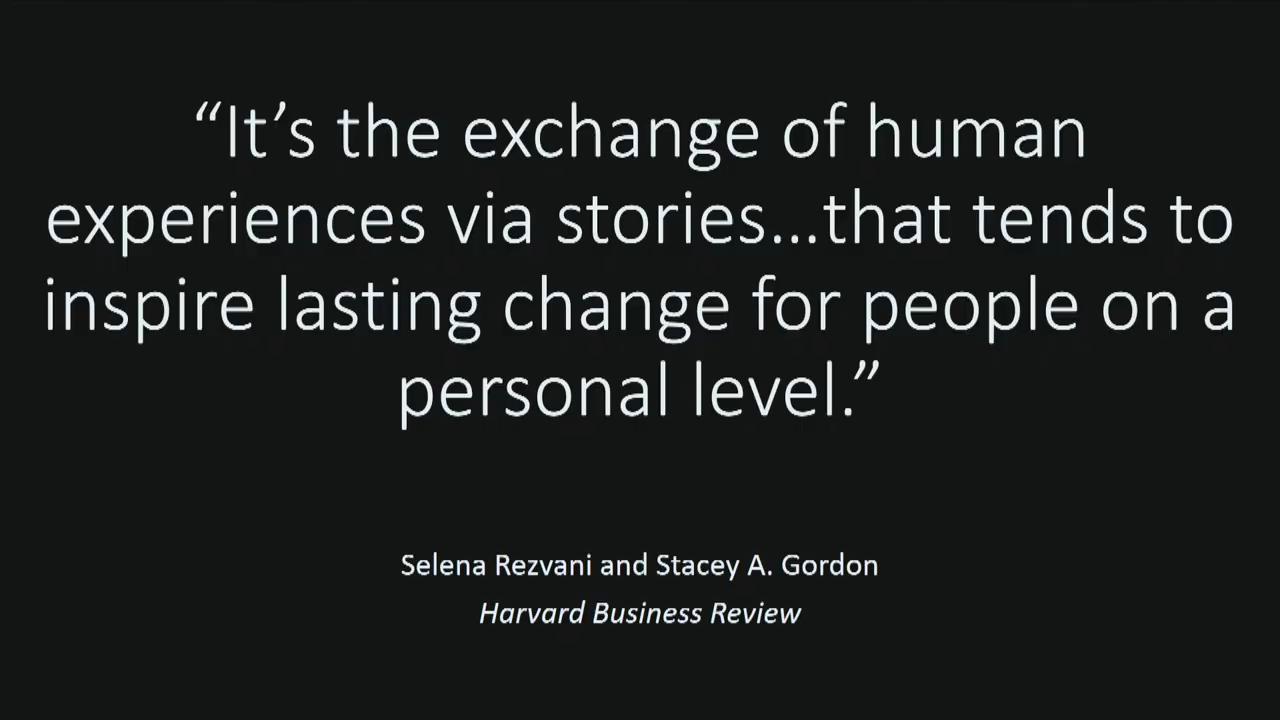 “It’s the exchange of human
experiences via stories...that tends to
inspire lasting change for people on a
personal level.”
Selena Rezvani and Stacey A. Gordon
Harvard Business Review